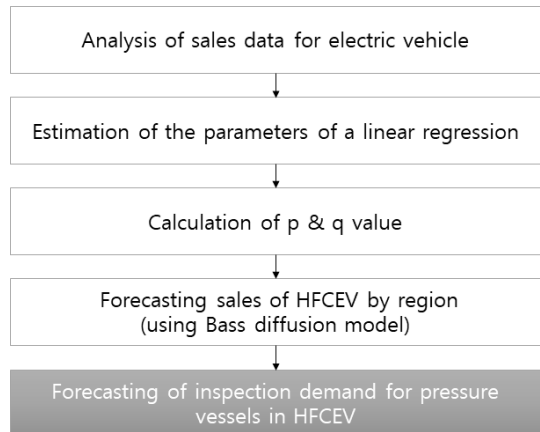 Analysis of sales data for electric vehicle
Estimation of the parameters of a linear regression
Calculation of p & q value
Forecasting sales of HFCEV by region
(using Bass diffusion model)
Forecasting of inspection demand for pressure
vessels in HFCEV